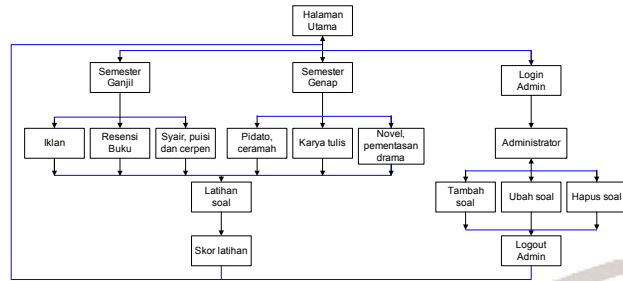 Halaman
Utama
Semester
Ganjil
Semester
Genap
Login
Admin
Iklan
Resensi
Buku
Syair, puisi
dan cerpen
Pidato,
ceramah
Karya tulis
Novel,
pementasan
drama
Administrator
Latihan
soal
Tambah
soal
Ubah soal
Hapus soal
Skor latihan
Logout
Admin